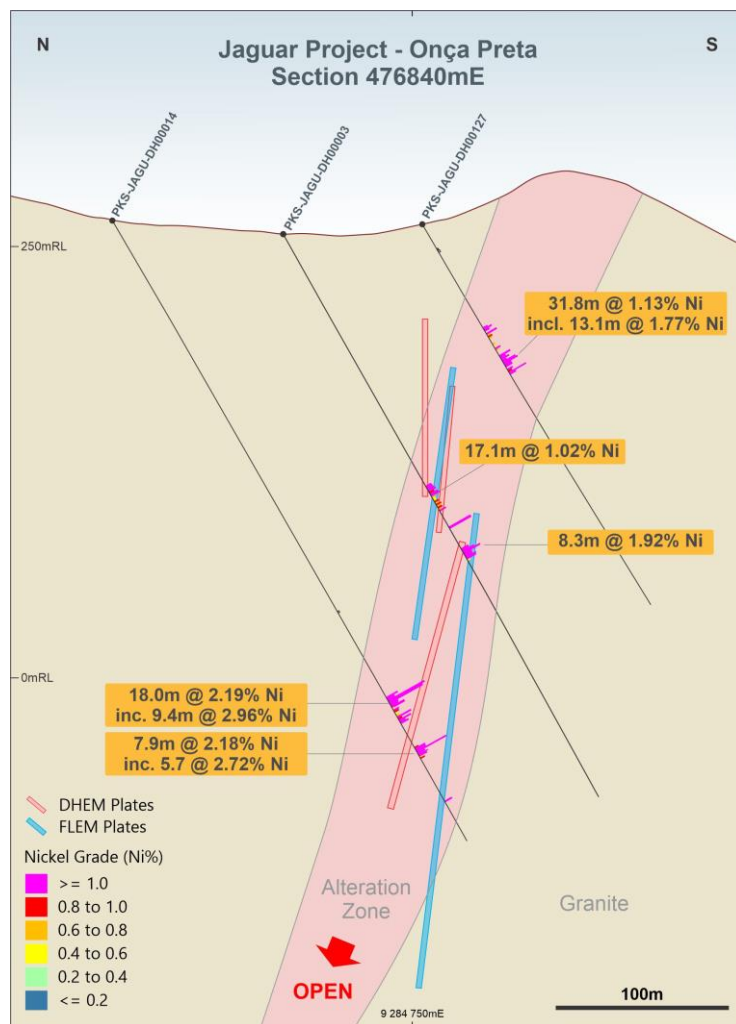 N
Jaguar Project - Onça Preta
Section 476840mE
S
PKS-JAGU-DH00014
PKS-JAGU-DH00003
PKS-JAGU-DH00127
250mRL
31.8m @ 1.13% Ni
incl. 13.1m @ 1.77% Ni
17.1m @ 1.02% Ni
8.3m @ 1.92% Ni
0mRL
18.0m @ 2.19% Ni
inc. 9.4m @ 2.96% Ni
7.9m @ 2.18% Ni
inc. 5.7 @ 2.72% Ni
DHEM Plates
FLEM Plates
Nickel Grade (Ni%)
>= 1.0
0.8 to 1.0
0.6 to 0.8
0.4 to 0.6
0.2 to 0.4
<= 0.2
Alteration
Zone
Granite
OPEN
9 284 750mE
100m